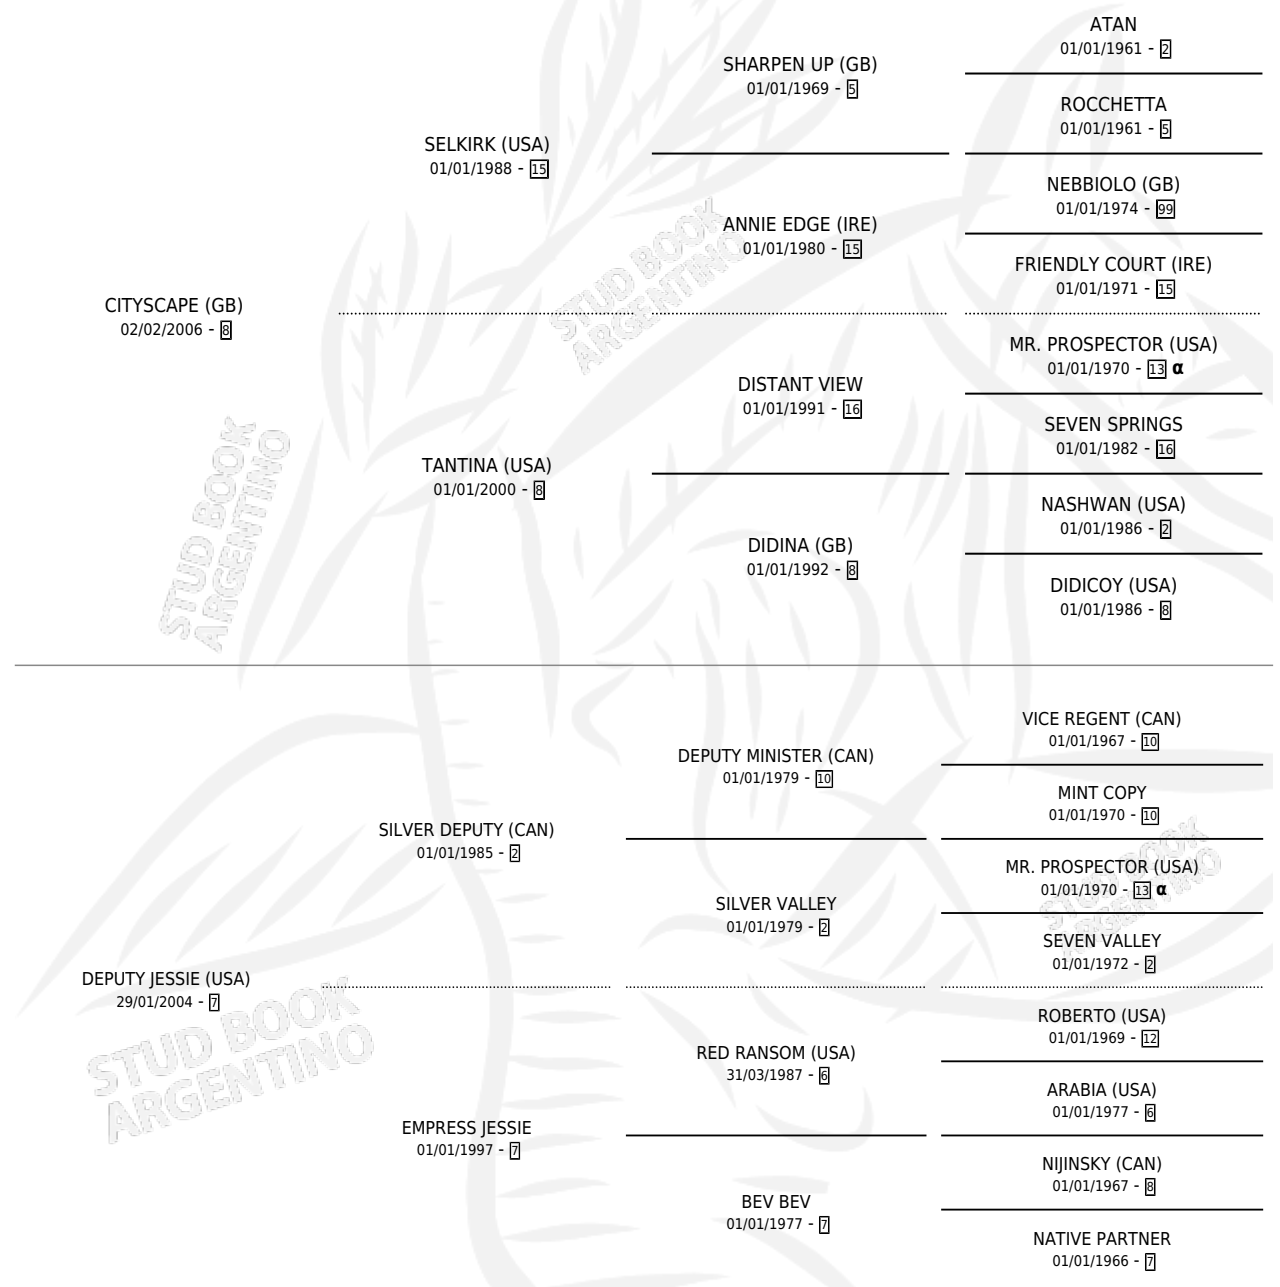 ATAN
01/01/1961 - 2
SHARPEN UP (GB)
01/01/1969 - 5
ROCCHETTA
01/01/1961 - 5
SELKIRK (USA)
01/01/1988 - 15
NEBBIOLO (GB)
01/01/1974 - 99
ANNIE EDGE (IRE)
01/01/1980 - 15
FRIENDLY COURT (IRE)
01/01/1971 - 15
CITYSCAPE (GB)
02/02/2006 - 8
MR. PROSPECTOR (USA)
01/01/1970 - 13 α
DISTANT VIEW
01/01/1991 - 16
SEVEN SPRINGS
01/01/1982 - 16
TANTINA (USA)
01/01/2000 - 8
NASHWAN (USA)
01/01/1986 - 2
DIDINA (GB)
01/01/1992 - 8
DIDICOY (USA)
01/01/1986 - 8
VICE REGENT (CAN)
01/01/1967 - 10
DEPUTY MINISTER (CAN)
01/01/1979 - 10
MINT COPY
01/01/1970 - 10
SILVER DEPUTY (CAN)
01/01/1985 - 2
MR. PROSPECTOR (USA)
01/01/1970 - 13 α
SILVER VALLEY
01/01/1979 - 2
SEVEN VALLEY
01/01/1972 - 2
DEPUTY JESSIE (USA)
29/01/2004 - 7
ROBERTO (USA)
01/01/1969 - 12
RED RANSOM (USA)
31/03/1987 - 6
ARABIA (USA)
01/01/1977 - 6
EMPRESS JESSIE
01/01/1997 - 7
NIJINSKY (CAN)
01/01/1967 - 8
BEV BEV
01/01/1977 - 7
NATIVE PARTNER
01/01/1966 - 7
STUD BOOK
ARGENTINO
STUD BOOK
ARGENTINO
STUD BOOK
ARGENTINO
STUD BOOK
ARGENTINO